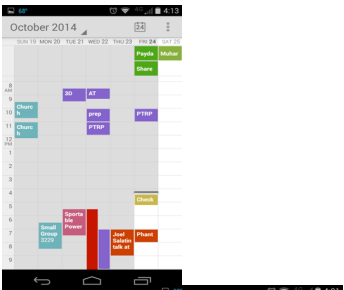 68° 4G 4:13
October 2014 24
SUN 19 MON 20 TUE 21 WED 22 THU 23 FRI 24 SAT 25
Payda Muhar
Share
8
AM
3D AT
9
Churc
h
10 prep PTRP
Churc
h
11 PTRP
12
PM
1
2
3
4
Check
5
Sporta
ble
Power
6
Small
Group
3229
7 Joel
Salatin
talk at
Phant
8
9
4:01